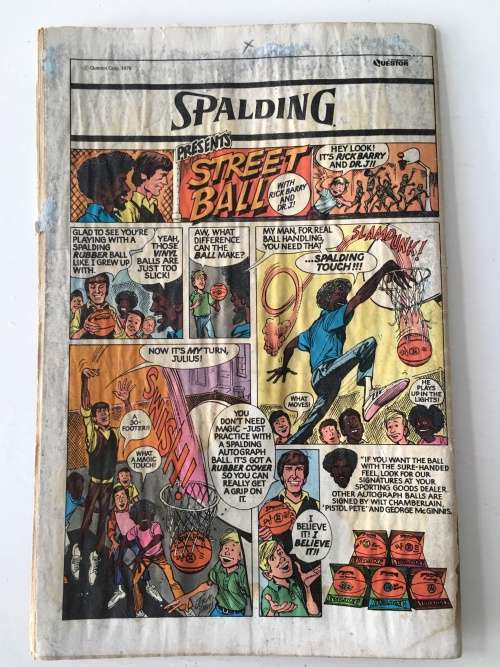 © Questor Corp. 1976
QUESTOR
SPALDING
PRESENTS
STREET
BALL
WITH
RICK BARRY
AND
DR.J!
HEY LOOK!
IT'S RICK BARRY
AND DR.J!!
GLAD TO SEE YOU'RE
PLAYING WITH A
SPALDING
RUBBER BALL
LIKE I GREW UP
WITH.
YEAH,
THOSE
VINYL
BALLS ARE
JUST TOO
SLICK!
AW, WHAT
DIFFERENCE
CAN THE
BALL MAKE?
MY MAN, FOR REAL
BALL HANDLING,
YOU NEED THAT
...SPALDING
TOUCH!!!
SLAMDUNK!
WHAT
MOVES!
HE
PLAYS
UP IN THE
LIGHTS!
NOW IT'S MY TURN,
JULIUS!
A
30-
FOOTER!!
WHAT
A MAGIC
TOUCH!
YOU
DON'T NEED
MAGIC-JUST
PRACTICE WITH
A SPALDING
AUTOGRAPH
BALL. IT'S GOT A
RUBBER COVER
SO YOU CAN
REALLY GET
A GRIP ON
IT.
I
BELIEVE
IT! I
BELIEVE
IT!!
"IF YOU WANT THE BALL
WITH THE SURE-HANDED
FEEL, LOOK FOR OUR
SIGNATURES AT YOUR
SPORTING GOODS DEALER.
OTHER AUTOGRAPH BALLS ARE
SIGNED BY WILT CHAMBERLAIN,
'PISTOL PETE' AND GEORGE McGINNIS.